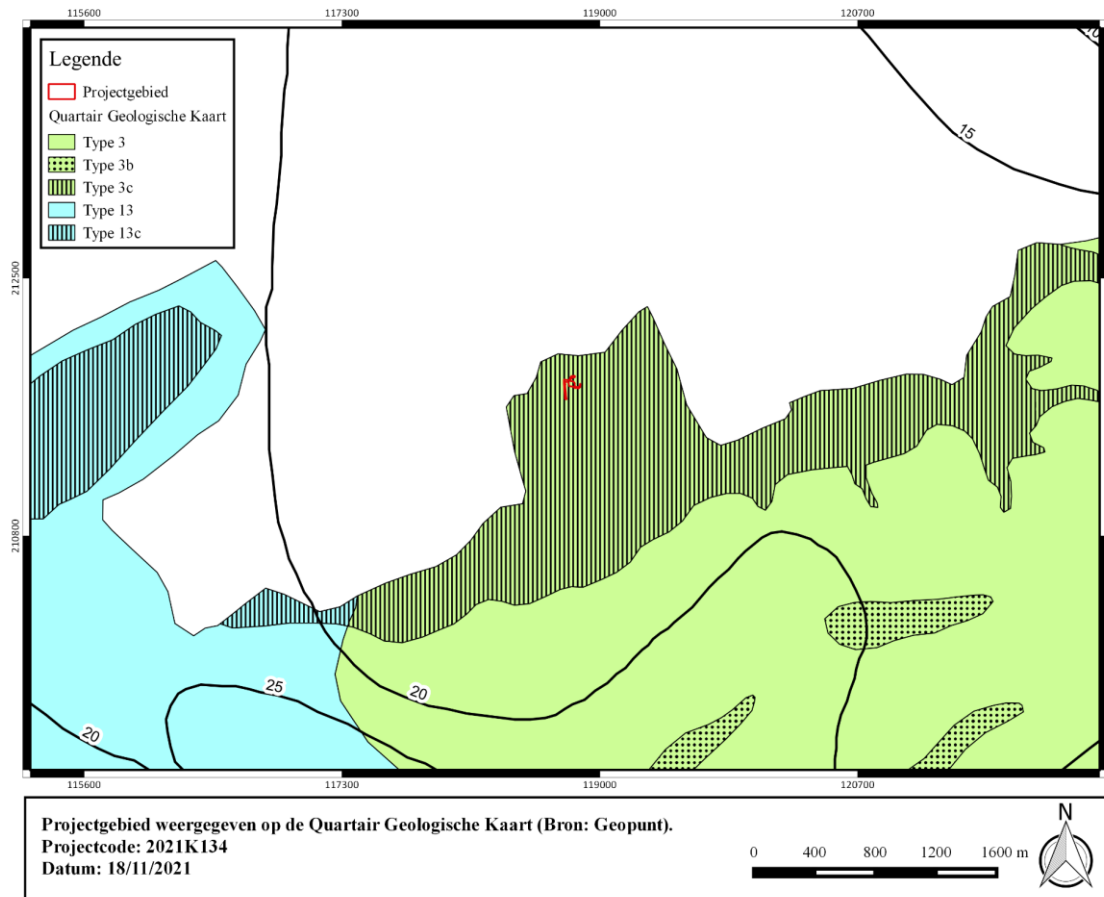 115600
117300
119000
120700
Legende
Projectgebied
Quartair Geologische Kaart
Type 3
Type 3b
Type 3c
Type 13
Type 13c
10
15
212500
210800
25
20
20
115600
117300
119000
120700
Projectgebied weergegeven op de Quartair Geologische Kaart (Bron: Geopunt).
Projectcode: 2021K134
Datum: 18/11/2021
0 400 800 1200 1600 m
N